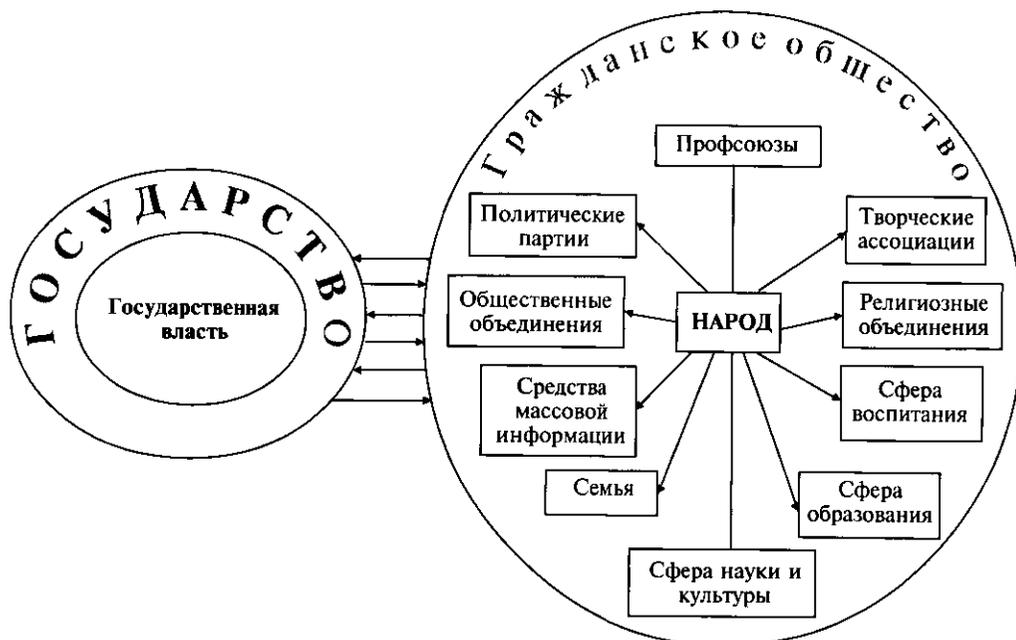 Гражданское общество
ГОСУДАРСТВО
Государственная
власть
Профсоюзы
Политические
партии
Творческие
ассоциации
Общественные
объединения
НАРОД
Религиозные
объединения
Средства
массовой
информации
Сфера
воспитания
Семья
Сфера
образования
Сфера науки и
культуры